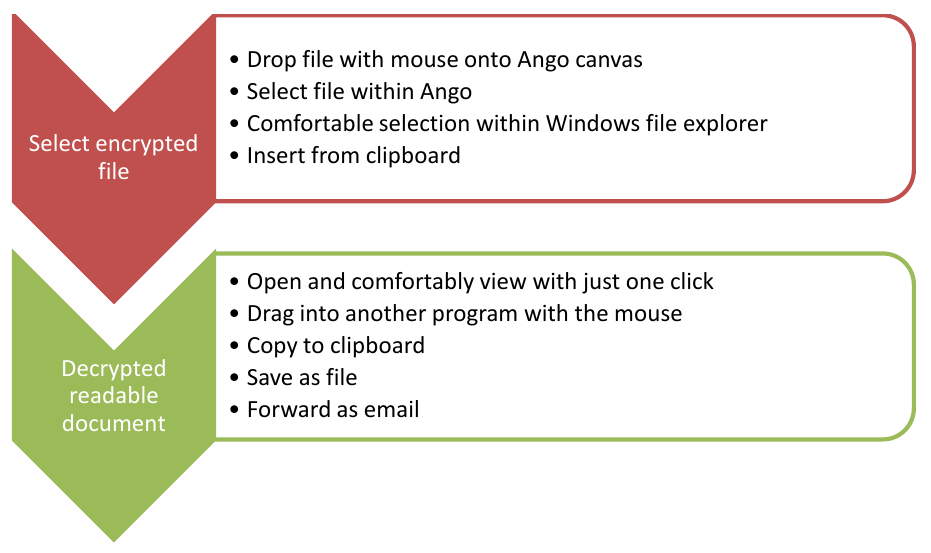 Select encrypted
file
• Drop file with mouse onto Ango canvas
• Select file within Ango
• Comfortable selection within Windows file explorer
• Insert from clipboard
Decrypted
readable
document
• Open and comfortably view with just one click
• Drag into another program with the mouse
• Copy to clipboard
• Save as file
• Forward as email